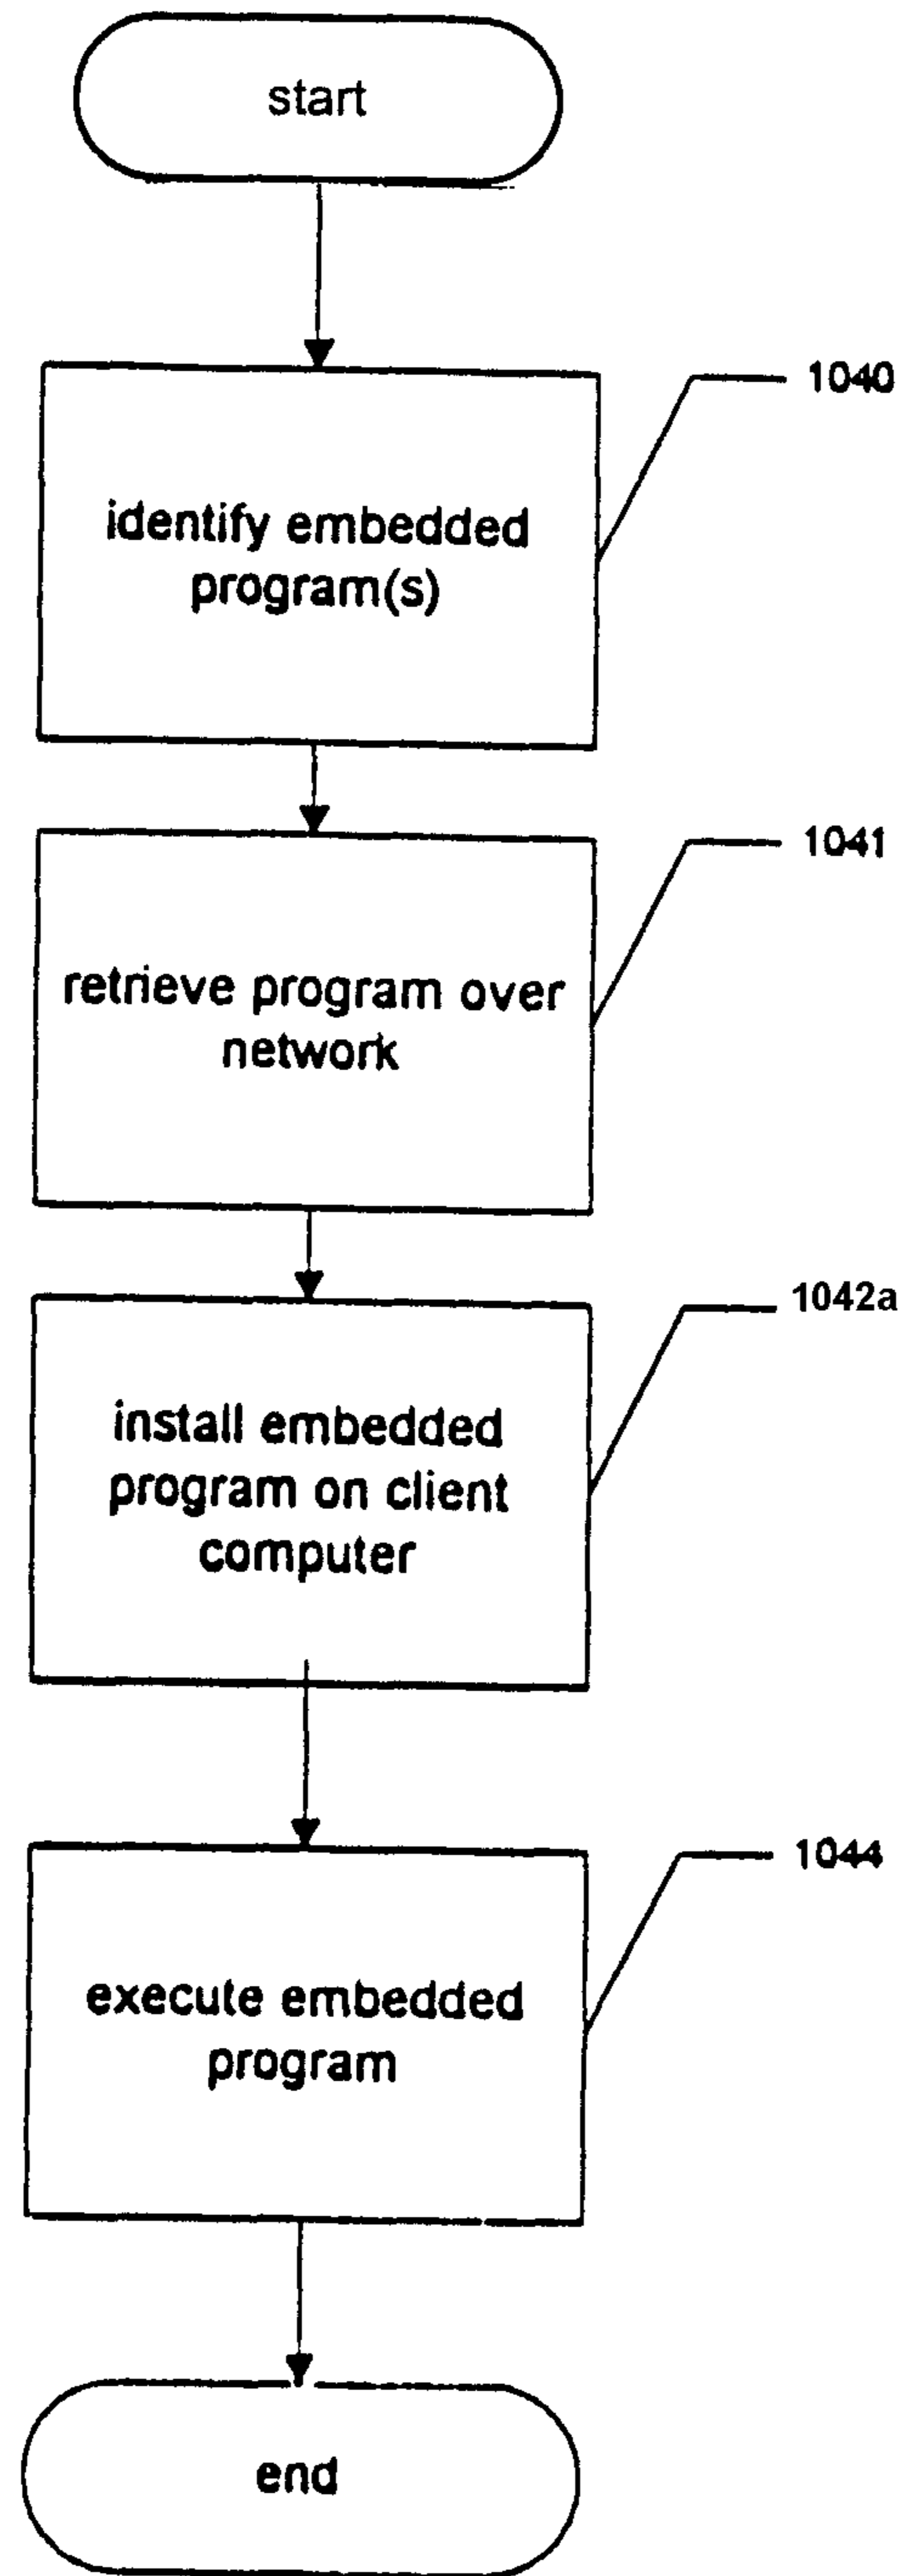 start
1040
identify embedded
program(s)
1041
retrieve program over
network
1042a
install embedded
program on client
computer
1044
execute embedded
program
end